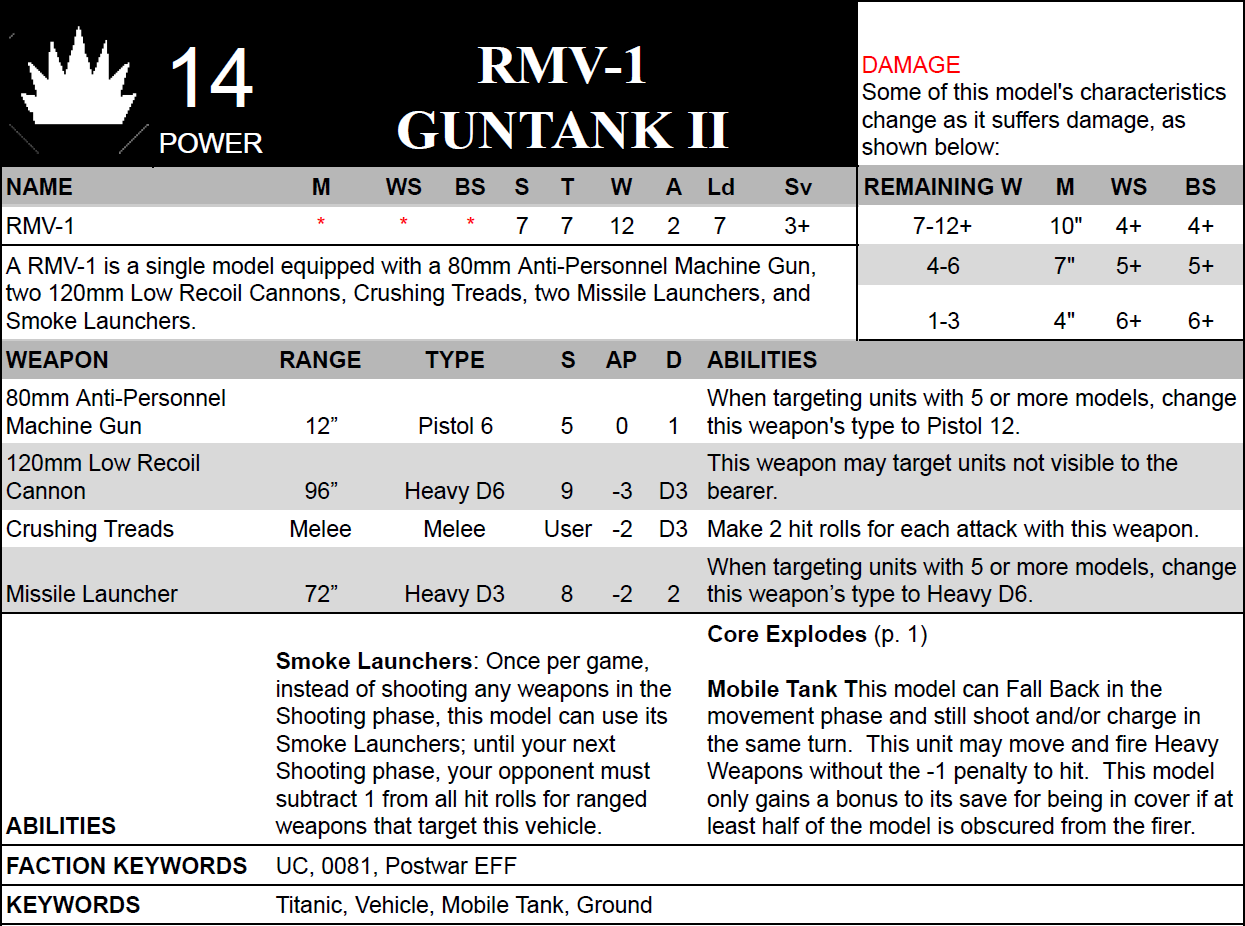 14
POWER
RMV-1
GUNTANK II
DAMAGE
Some of this model's characteristics
change as it suffers damage, as
shown below:
NAME M WS BS S T W A Ld Sv
RMV-1 * * * 7 7 12 2 7 3+
REMAINING W M WS BS
7-12+ 10" 4+ 4+
4-6 7" 5+ 5+
1-3 4" 6+ 6+
A RMV-1 is a single model equipped with a 80mm Anti-Personnel Machine Gun,
two 120mm Low Recoil Cannons, Crushing Treads, two Missile Launchers, and
Smoke Launchers.
WEAPON RANGE TYPE S AP D ABILITIES
80mm Anti-Personnel
Machine Gun 12” Pistol 6 5 0 1
When targeting units with 5 or more models, change
this weapon's type to Pistol 12.
120mm Low Recoil
Cannon 96” Heavy D6 9 -3 D3
This weapon may target units not visible to the
bearer.
Crushing Treads Melee Melee User -2 D3 Make 2 hit rolls for each attack with this weapon.
Missile Launcher 72” Heavy D3 8 -2 2
When targeting units with 5 or more models, change
this weapon’s type to Heavy D6.
ABILITIES
Smoke Launchers: Once per game,
instead of shooting any weapons in the
Shooting phase, this model can use its
Smoke Launchers; until your next
Shooting phase, your opponent must
subtract 1 from all hit rolls for ranged
weapons that target this vehicle.
Core Explodes (p. 1)
Mobile Tank This model can Fall Back in the
movement phase and still shoot and/or charge in
the same turn. This unit may move and fire Heavy
Weapons without the -1 penalty to hit. This model
only gains a bonus to its save for being in cover if at
least half of the model is obscured from the firer.
FACTION KEYWORDS UC, 0081, Postwar EFF
KEYWORDS Titanic, Vehicle, Mobile Tank, Ground